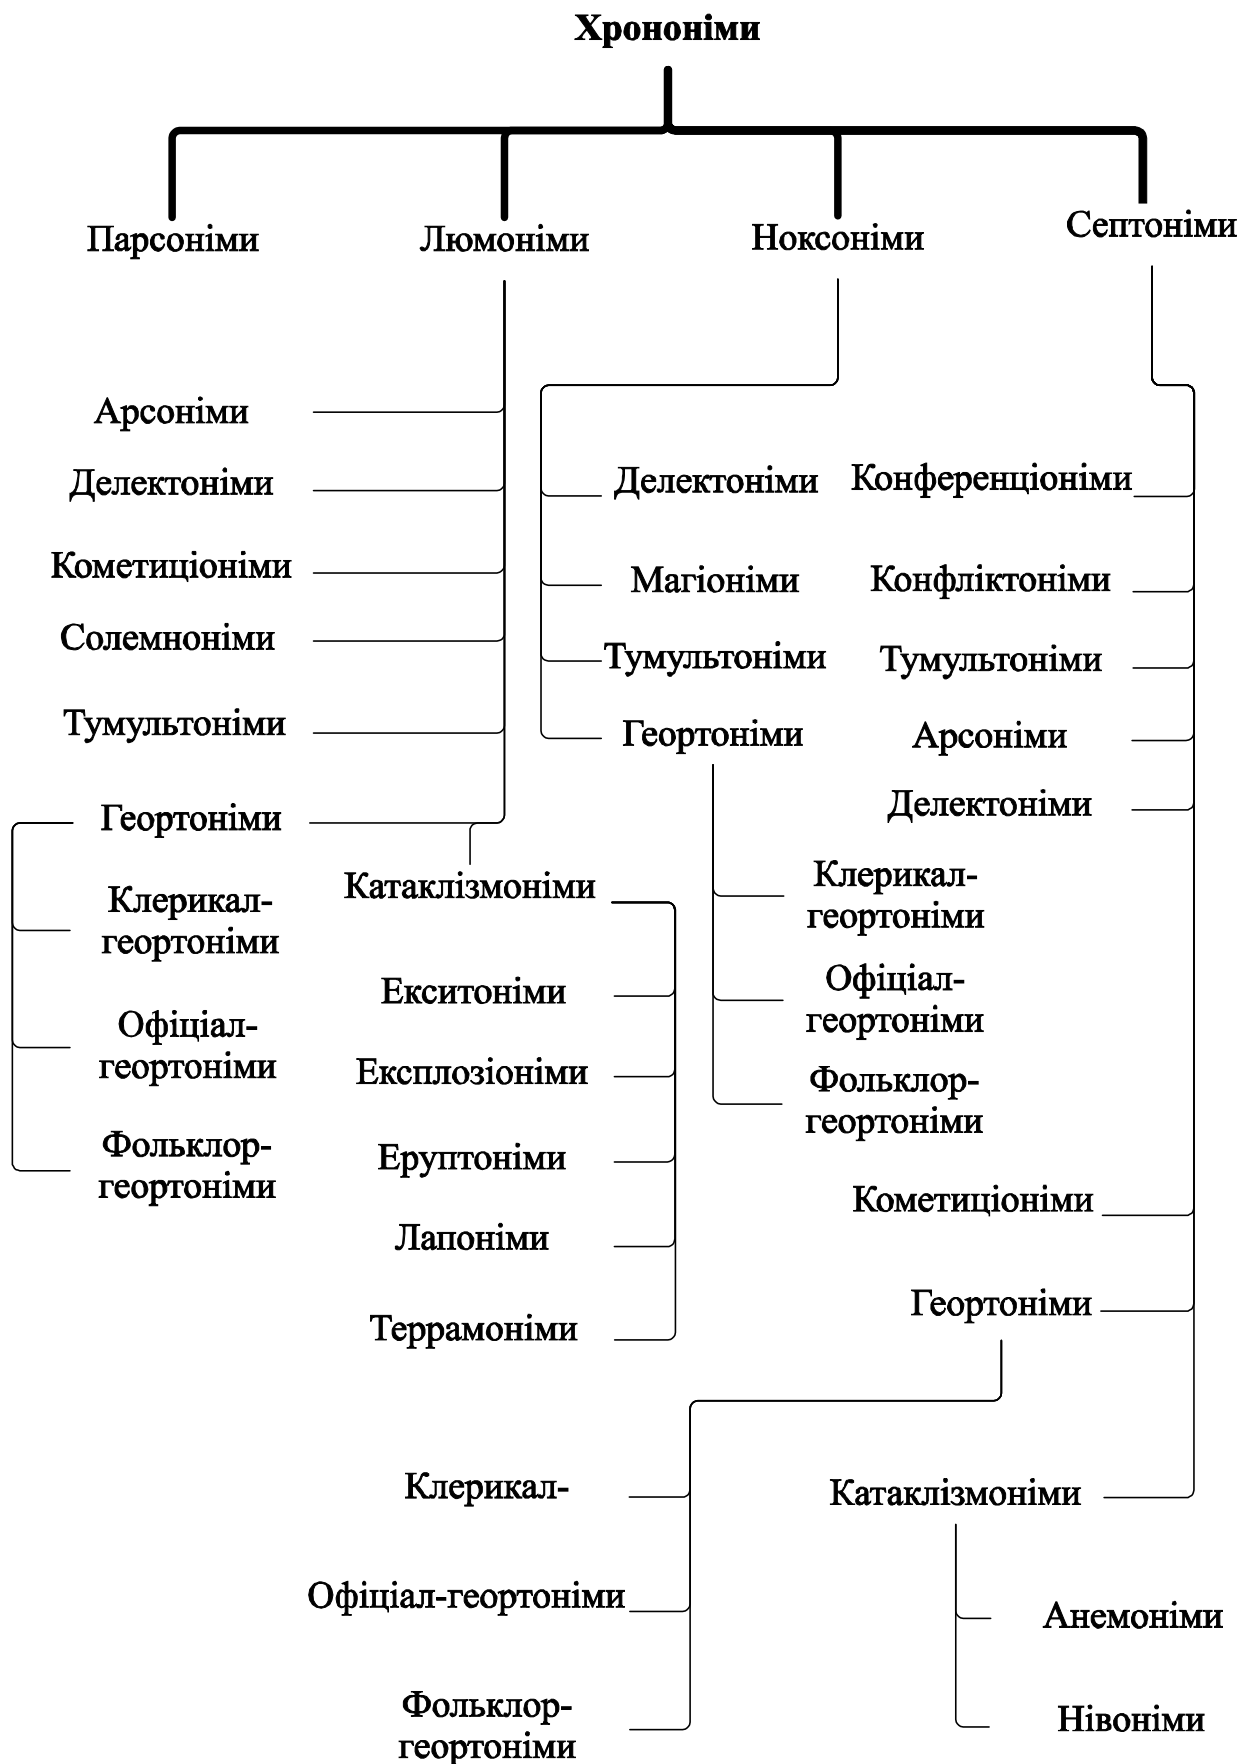 Хрононіми
Парсоніми
Люмоніми
Ноксоніми
Септоніми
Арсоніми
Делектоніми
Кометиціоніми
Солемноніми
Тумультоніми
Геортоніми
Клерикал-
геортоніми
Офіціал-
геортоніми
Фольклор-
геортоніми
Катаклізмоніми
Екситоніми
Експлозіоніми
Еруптоніми
Лапоніми
Террамоніми
Делектоніми
Магіоніми
Тумультоніми
Геортоніми
Клерикал-
геортоніми
Офіціал-
геортоніми
Фольклор-
геортоніми
Конференціоніми
Конфліктоніми
Тумультоніми
Арсоніми
Делектоніми
Кометиціоніми
Геортоніми
Клерикал-
Офіціал-геортоніми
Фольклор-
геортоніми
Катаклізмоніми
Анемоніми
Нівоніми